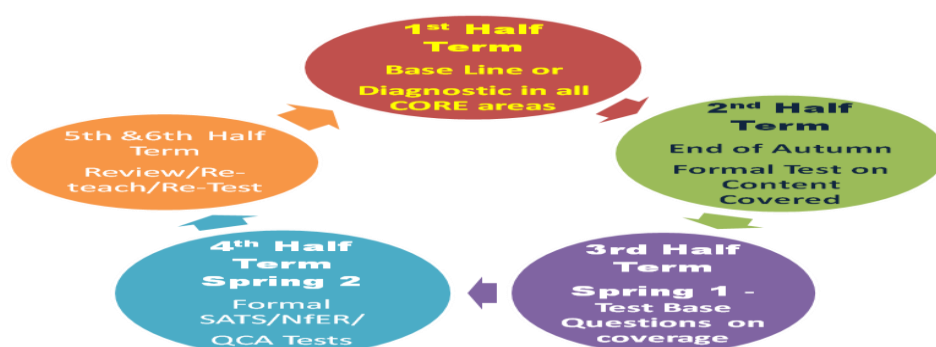 1st Half
Term
Base Line or
Diagnostic in all
CORE areas
2nd Half
Term
End of Autumn
Formal Test on
Content
Covered
3rd Half
Term
Spring 1 -
Test Base
Questions on
coverage
4th Half
Term
Spring 2
Formal
SATS/NfER/
QCA Tests
5th &6th Half
Term
Review/Re-
teach/Re-Test